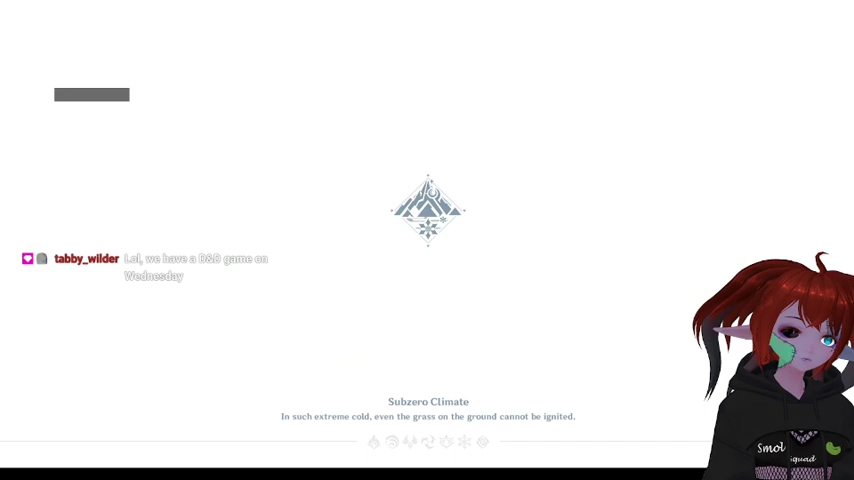 tabby_wilder Lol, we have a D&D game on
Wednesday
Subzero Climate
In such extreme cold, even the grass on the ground cannot be ignited.
Smol
squad